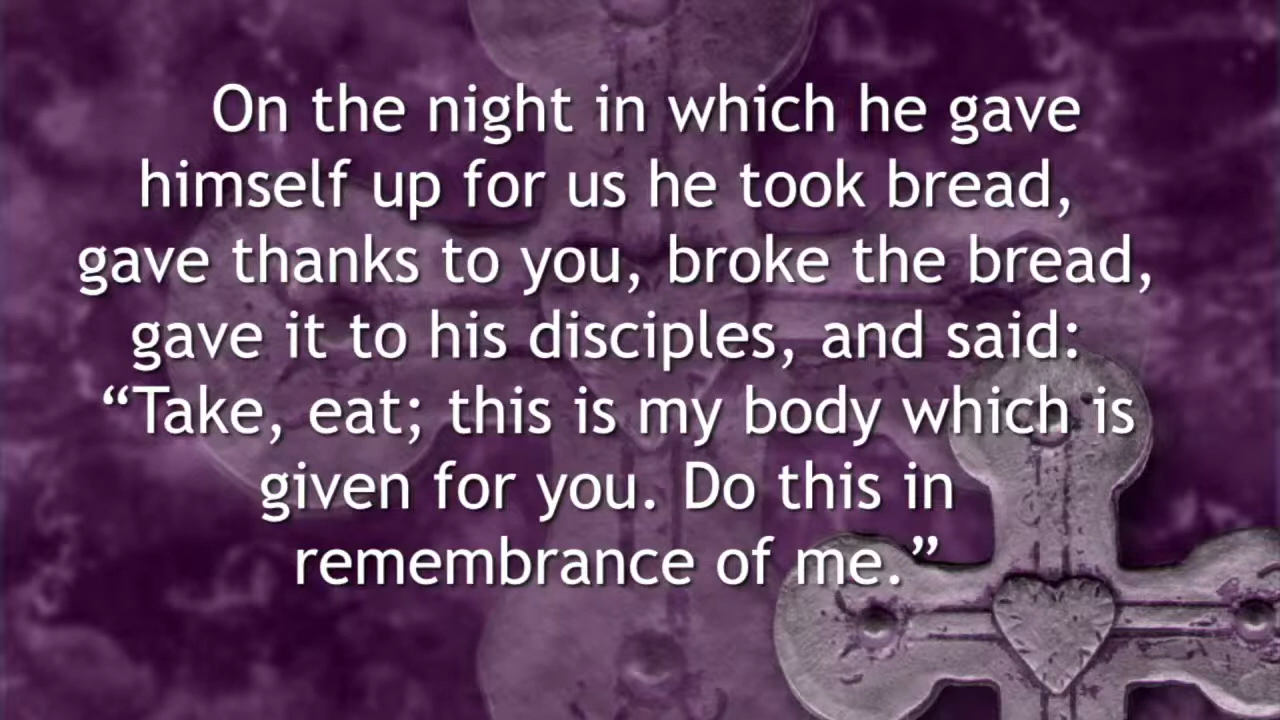 On the night in which he gave
himself up for us he took bread,
gave thanks to you, broke the bread,
gave it to his disciples, and said:
“Take, eat; this is my body which is
given for you. Do this in
remembrance of me.”